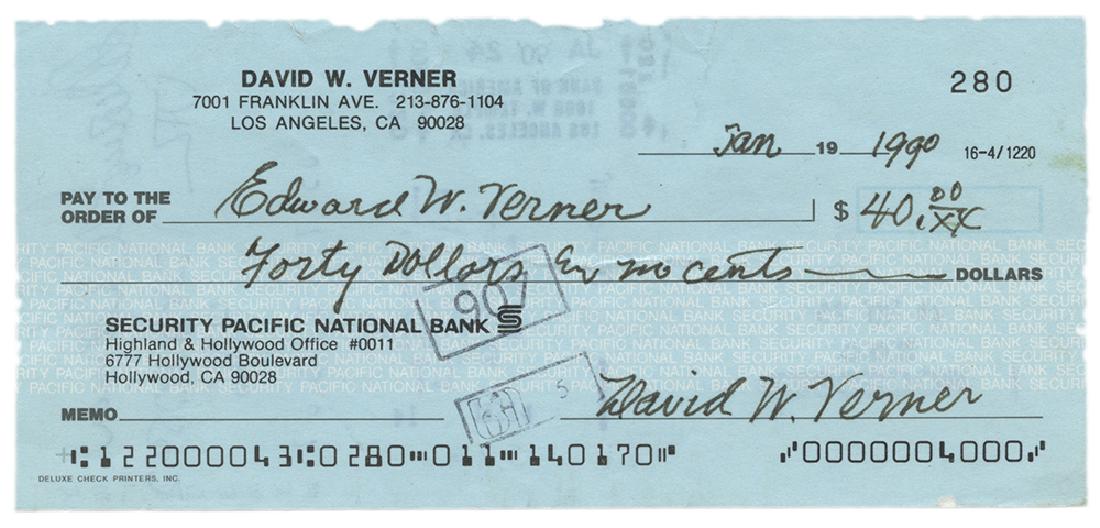 DAVID W. VERNER
7001 FRANKLIN AVE. 213-876-1104
LOS ANGELES, CA 90028
280
Jan 19 1990 16-4/1220
PAY TO THE
ORDER OF Edward W. Verner $ 40.00/XX
Forty Dollars En no cents DOLLARS
SECURITY PACIFIC NATIONAL BANK
Highland & Hollywood Office #0011
6777 Hollywood Boulevard
Hollywood, CA 90028
907
MEMO David W. Verner
⑆122000043⑆0280⑈011⑉140170⑈ ⑇0000004000⑇
DELUXE CHECK PRINTERS, INC.